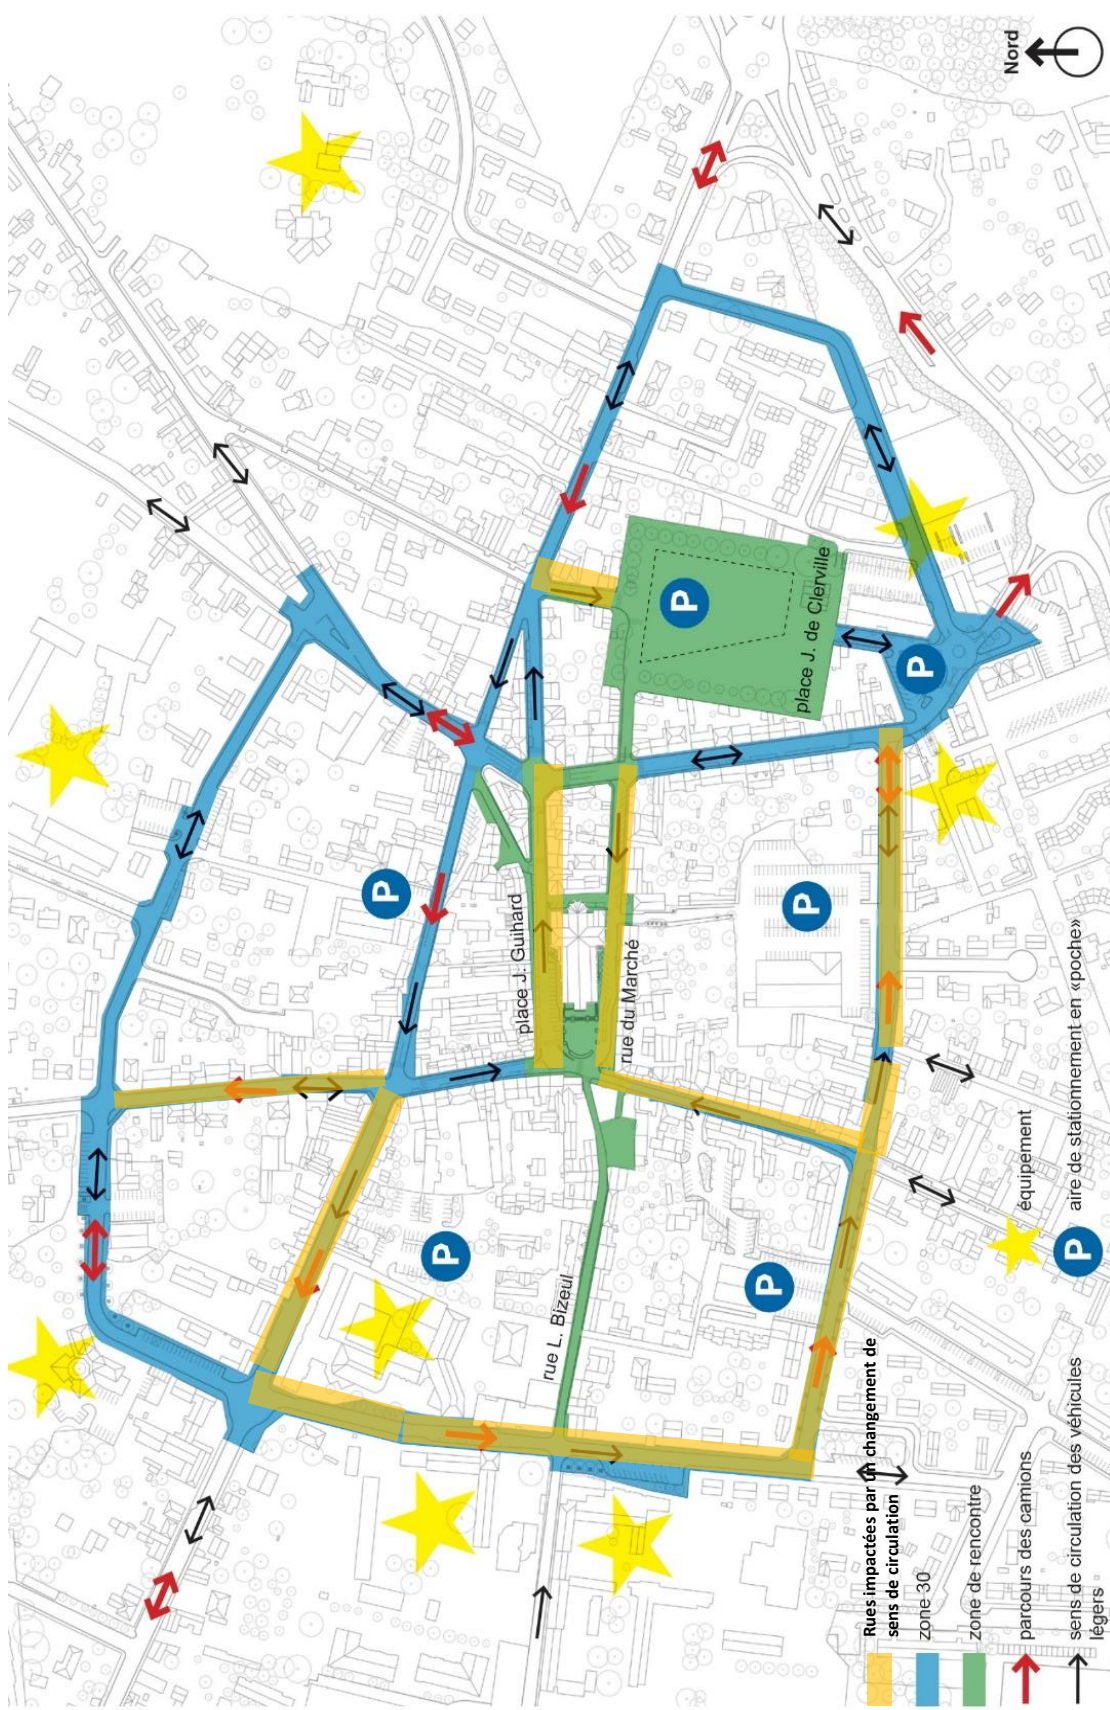 Nord
place J. de Clerville
place J. Guihard
rue du Marché
rue L. Bizeul
P
P
P
P
P
P
Rues impactées par un changement de
sens de circulation
zone 30
zone de rencontre
parcours des camions
sens de circulation des véhicules
légers
équipement
P
aire de stationnement en «poche»